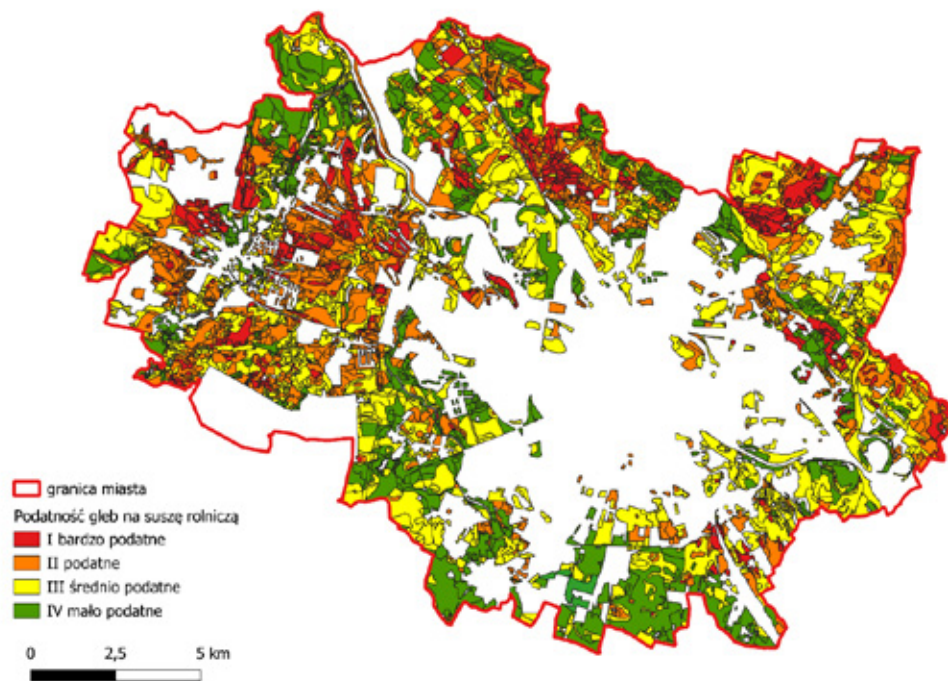 granica miasta
Podatność gleb na suszę rolniczą
I bardzo podatne
II podatne
III średnio podatne
IV mało podatne
0 2,5 5 km